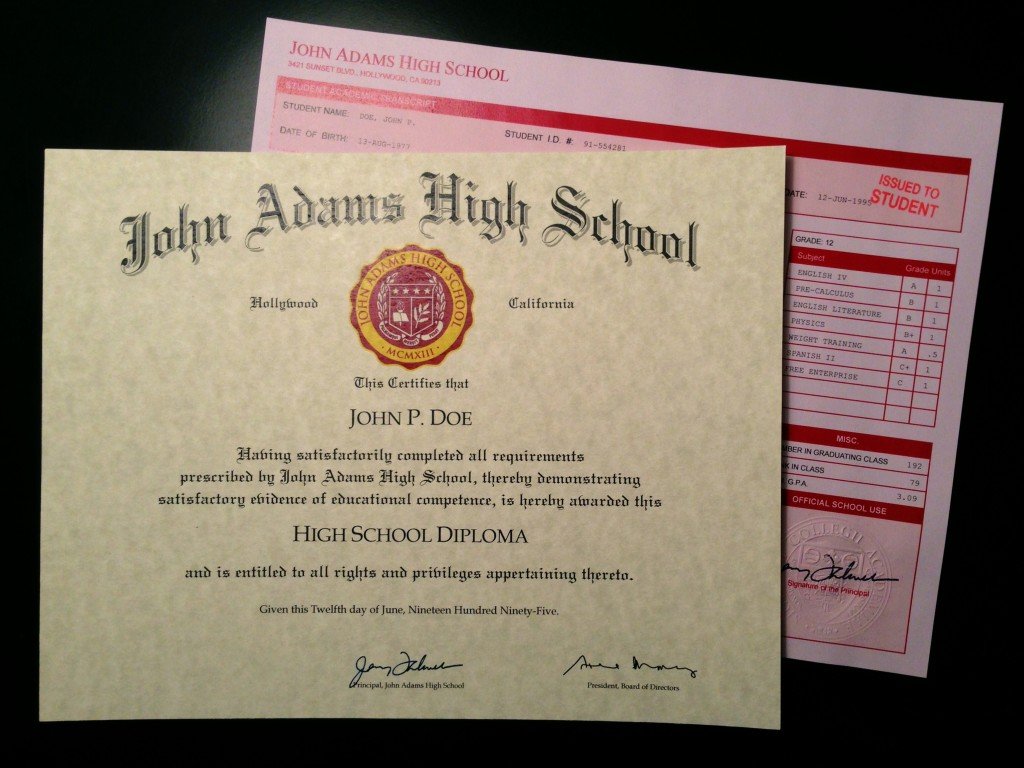 JOHN ADAMS HIGH SCHOOL
3421 SUNSET BLVD., HOLLYWOOD, CA 90213
STUDENT ACADEMIC TRANSCRIPT
STUDENT NAME: DOE, JOHN P.
STUDENT I.D. #: 91-554281
DATE OF BIRTH: 13-AUG-1977
DATE: 12-JUN-1995
ISSUED TO
STUDENT
GRADE: 12
Subject Grade Units
ENGLISH IV A 1
PRE-CALCULUS B 1
ENGLISH LITERATURE B 1
PHYSICS B+ 1
WEIGHT TRAINING A .5
SPANISH II C+ 1
FREE ENTERPRISE C 1
MISC.
IN GRADUATING CLASS 192
IN CLASS 79
G.P.A. 3.09
OFFICIAL SCHOOL USE
Signature of the Principal
John Adams High School
Hollywood California
JOHN ADAMS HIGH SCHOOL
MCMXIII
This Certifies that
JOHN P. DOE
Having satisfactorily completed all requirements
prescribed by John Adams High School, thereby demonstrating
satisfactory evidence of educational competence, is hereby awarded this
HIGH SCHOOL DIPLOMA
and is entitled to all rights and privileges appertaining thereto.
Given this Twelfth day of June, Nineteen Hundred Ninety-Five.
Principal, John Adams High School
President, Board of Directors